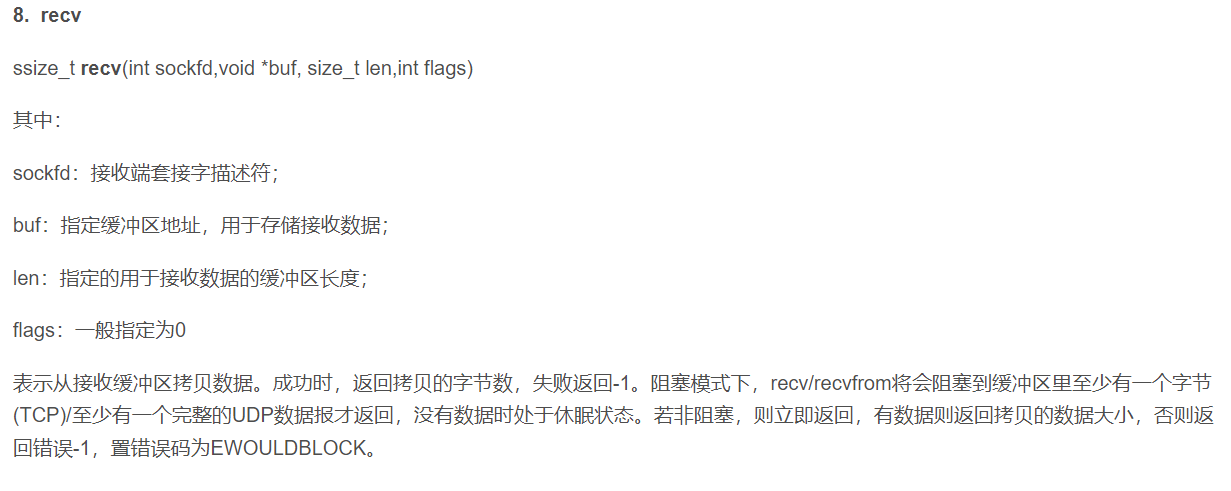 8.  recv
ssize_t recv(int sockfd,void *buf, size_t len,int flags)
其中：
sockfd：接收端套接字描述符；
buf：指定缓冲区地址，用于存储接收数据；
len：指定的用于接收数据的缓冲区长度；
flags：一般指定为0
表示从接收缓冲区拷贝数据。成功时，返回拷贝的字节数，失败返回-1。阻塞模式下，recv/recvfrom将会阻塞到缓冲区里至少有一个字节
(TCP)/至少有一个完整的UDP数据报才返回，没有数据时处于休眠状态。若非阻塞，则立即返回，有数据则返回拷贝的数据大小，否则返
回错误-1，置错误码为EWOULDBLOCK。